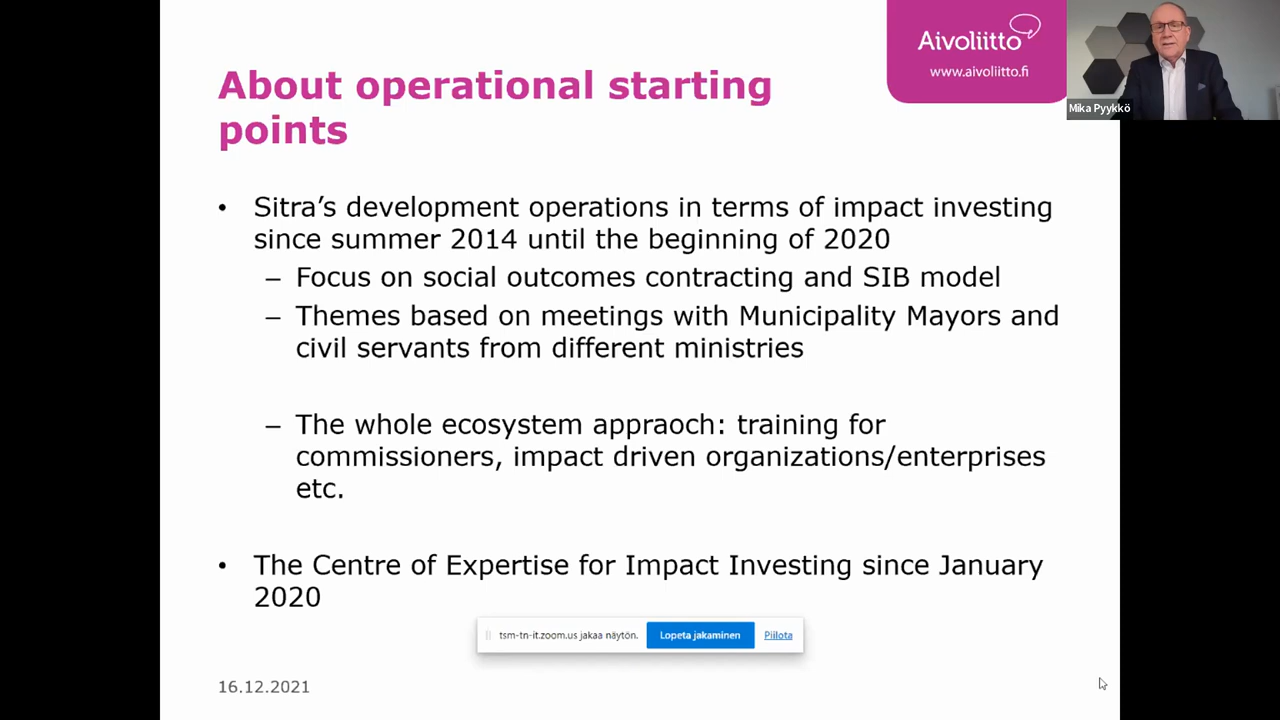 Aivoliitto
www.aivoliitto.fi
Mika Pyykkö
About operational starting
points
• Sitra’s development operations in terms of impact investing
since summer 2014 until the beginning of 2020
– Focus on social outcomes contracting and SIB model
– Themes based on meetings with Municipality Mayors and
civil servants from different ministries
– The whole ecosystem appraoch: training for
commissioners, impact driven organizations/enterprises
etc.
• The Centre of Expertise for Impact Investing since January
2020
tsm-tn-it.zoom.us jakaa näytön. Lopeta jakaminen Piilota
16.12.2021